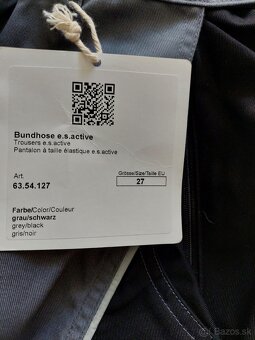 Bundhose e.s.active
Trousers e.s.active
Pantalon à taille élastique e.s.active
Art.
63.54.127
Grösse/Size/Taille EU
27
Farbe/Color/Couleur
grau/schwarz
grey/black
gris/noir
sAutoBazar.sk